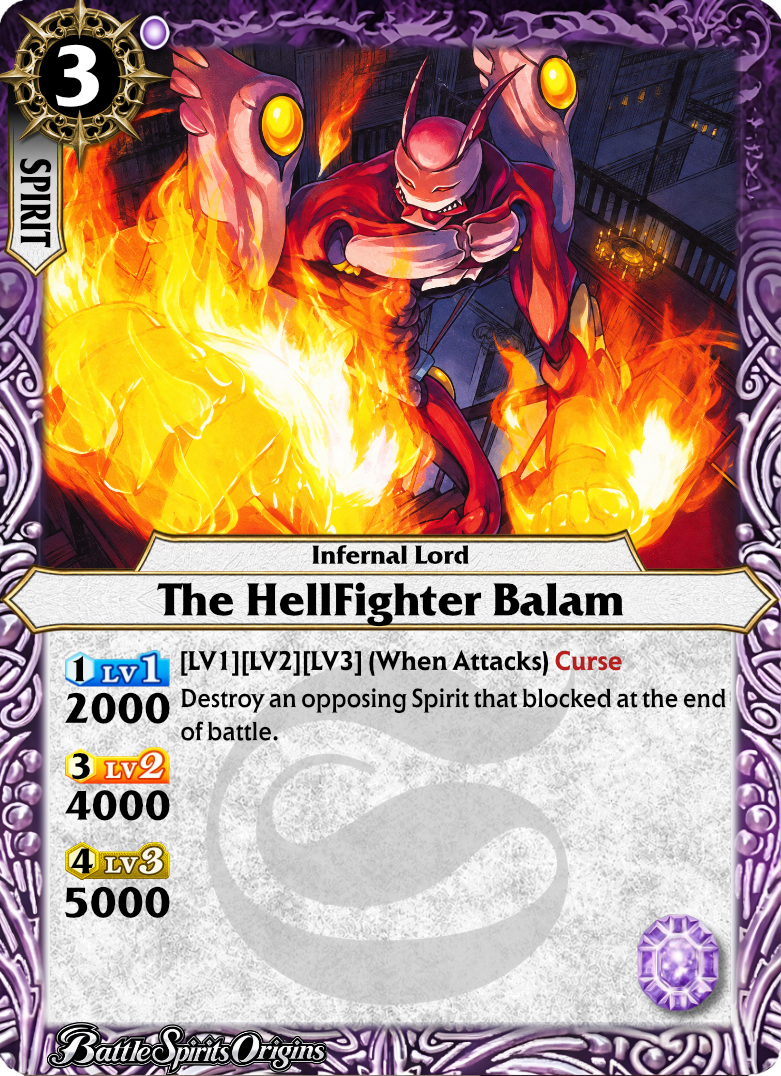 3
SPIRIT
Infernal Lord
The HellFighter Balam
1 LV1
2000
[LV1][LV2][LV3] (When Attacks) Curse
Destroy an opposing Spirit that blocked at the end
of battle.
3 LV2
4000
4 LV3
5000
Battle Spirits Origins